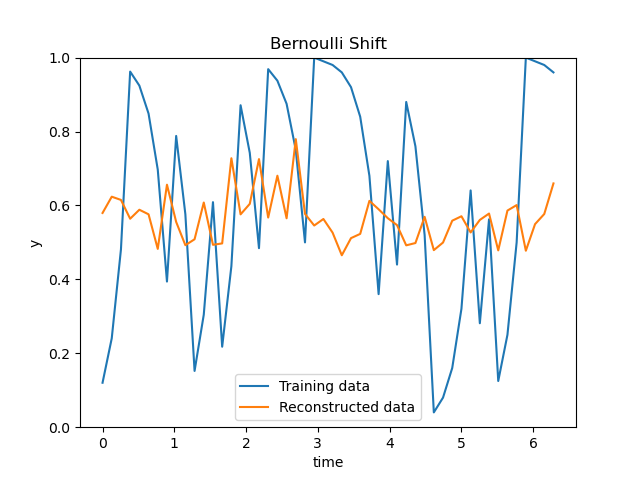 Bernoulli Shift
1.0
0.8
0.6
0.4
0.2
0.0
y
Training data
Reconstructed data
0 1 2 3 4 5 6
time